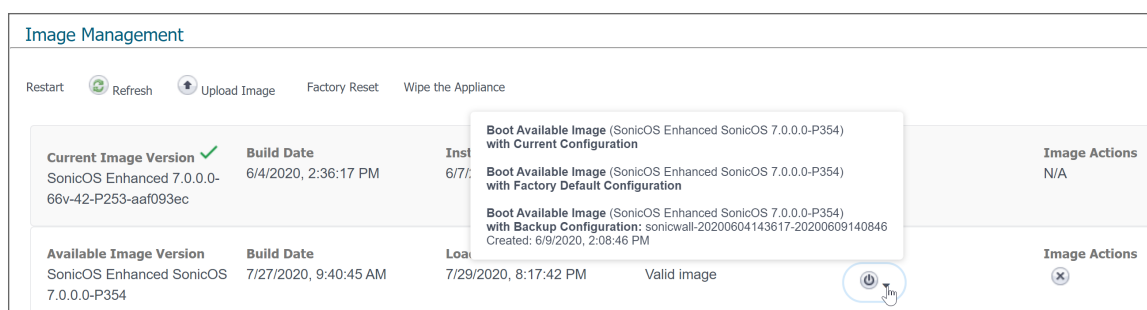 Image Management
Restart Refresh Upload Image Factory Reset Wipe the Appliance
Boot Available Image (SonicOS Enhanced SonicOS 7.0.0.0-P354)
with Current Configuration
Boot Available Image (SonicOS Enhanced SonicOS 7.0.0.0-P354)
with Factory Default Configuration
Boot Available Image (SonicOS Enhanced SonicOS 7.0.0.0-P354)
with Backup Configuration: sonicwall-20200604143617-20200609140846
Created: 6/9/2020, 2:08:46 PM
Current Image Version Build Date Inst Image Actions
SonicOS Enhanced 7.0.0.0- 6/4/2020, 2:36:17 PM 6/7/ N/A
66v-42-P253-aaf093ec
Available Image Version Build Date Loa Image Actions
SonicOS Enhanced SonicOS 7/27/2020, 9:40:45 AM 7/29/2020, 8:17:42 PM Valid image
7.0.0.0-P354